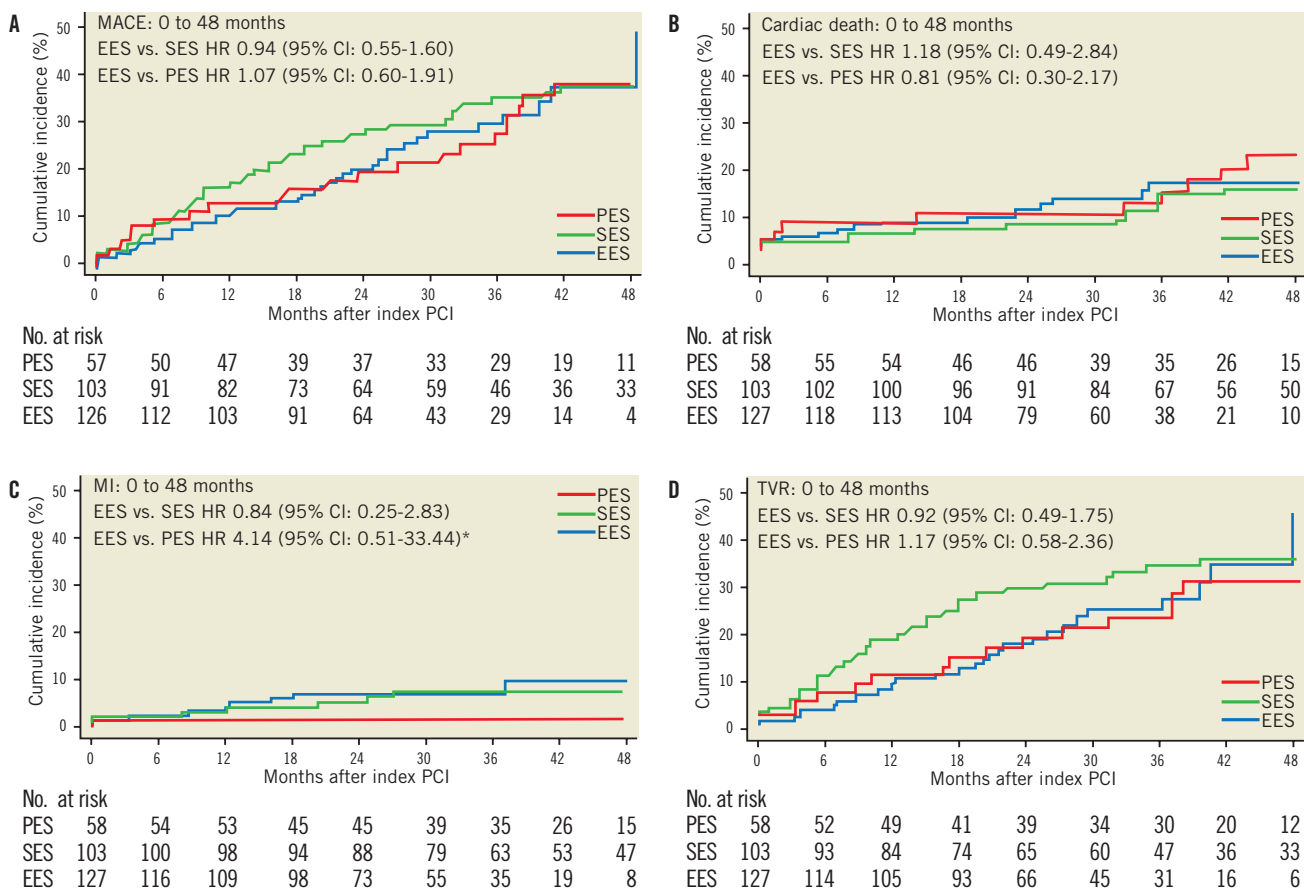 A
MACE: 0 to 48 months
EES vs. SES HR 0.94 (95% CI: 0.55-1.60)
EES vs. PES HR 1.07 (95% CI: 0.60-1.91)
Cumulative incidence (%)
50
40
30
20
10
0
PES
SES
EES
0 6 12 18 24 30 36 42 48
Months after index PCI
No. at risk
PES 57 50 47 39 37 33 29 19 11
SES 103 91 82 73 64 59 46 36 33
EES 126 112 103 91 64 43 29 14 4
B
Cardiac death: 0 to 48 months
EES vs. SES HR 1.18 (95% CI: 0.49-2.84)
EES vs. PES HR 0.81 (95% CI: 0.30-2.17)
Cumulative incidence (%)
50
40
30
20
10
0
PES
SES
EES
0 6 12 18 24 30 36 42 48
Months after index PCI
No. at risk
PES 58 55 54 46 46 39 35 26 15
SES 103 102 100 96 91 84 67 56 50
EES 127 118 113 104 79 60 38 21 10
C
MI: 0 to 48 months
EES vs. SES HR 0.84 (95% CI: 0.25-2.83)
EES vs. PES HR 4.14 (95% CI: 0.51-33.44)*
Cumulative incidence (%)
50
40
30
20
10
0
PES
SES
EES
0 6 12 18 24 30 36 42 48
Months after index PCI
No. at risk
PES 58 54 53 45 45 39 35 26 15
SES 103 100 98 94 88 79 63 53 47
EES 127 116 109 98 73 55 35 19 8
D
TVR: 0 to 48 months
EES vs. SES HR 0.92 (95% CI: 0.49-1.75)
EES vs. PES HR 1.17 (95% CI: 0.58-2.36)
Cumulative incidence (%)
50
40
30
20
10
0
PES
SES
EES
0 6 12 18 24 30 36 42 48
Months after index PCI
No. at risk
PES 58 52 49 41 39 34 30 20 12
SES 103 93 84 74 65 60 47 36 33
EES 127 114 105 93 66 45 31 16 6